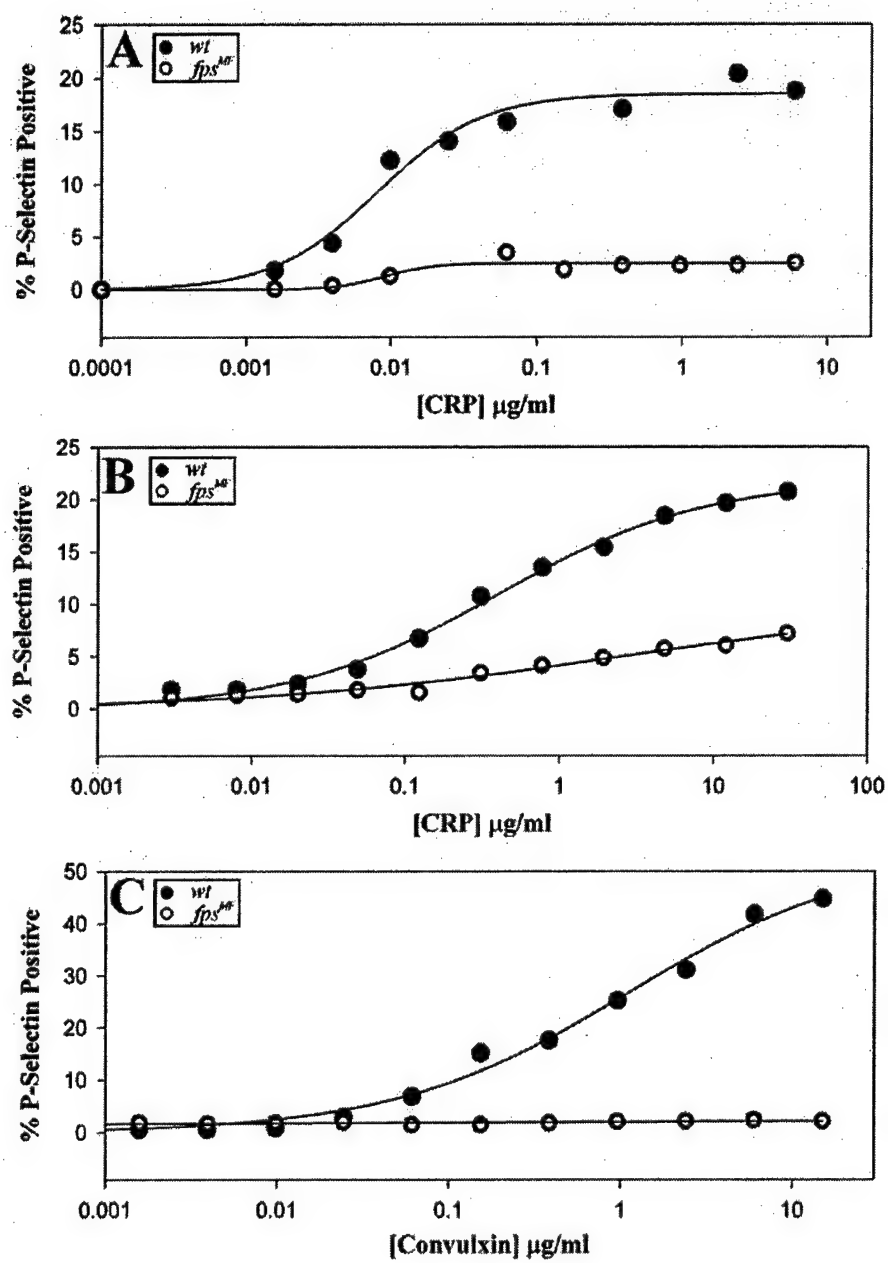 A
wt
fps^MF
25
20
15
10
5
0
% P-Selectin Positive
0.0001 0.001 0.01 0.1 1 10
[CRP] μg/ml
B
wt
fps^MF
25
20
15
10
5
0
% P-Selectin Positive
0.001 0.01 0.1 1 10 100
[CRP] μg/ml
C
wt
fps^MF
50
40
30
20
10
0
% P-Selectin Positive
0.001 0.01 0.1 1 10
[Convulxin] μg/ml